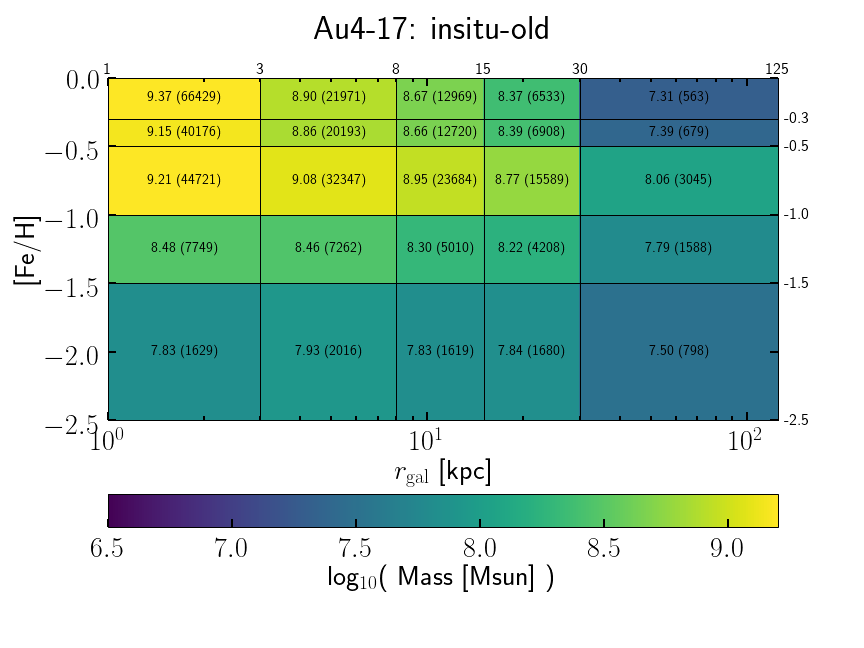 Au4-17: insitu-old
1 3 8 15 30 125
0.0 9.37 (66429) 8.90 (21971) 8.67 (12969) 8.37 (6533) 7.31 (563)
-0.3
9.15 (40176) 8.86 (20193) 8.66 (12720) 8.39 (6908) 7.39 (679)
−0.5 -0.5
9.21 (44721) 9.08 (32347) 8.95 (23684) 8.77 (15589) 8.06 (3045)
−1.0 -1.0
[Fe/H]
8.48 (7749) 8.46 (7262) 8.30 (5010) 8.22 (4208) 7.79 (1588)
−1.5 -1.5
7.83 (1629) 7.93 (2016) 7.83 (1619) 7.84 (1680) 7.50 (798)
−2.0
−2.5 -2.5
10⁰ 10¹ 10²
r_gal [kpc]
6.5 7.0 7.5 8.0 8.5 9.0
log₁₀( Mass [Msun] )